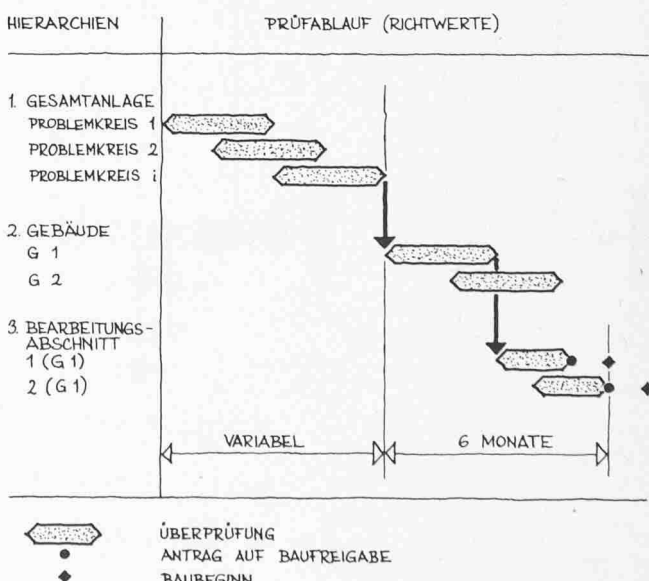 HIERARCHIEN
PRÜFABLAUF (RICHTWERTE)
1. GESAMTANLAGE
PROBLEMKREIS 1
PROBLEMKREIS 2
PROBLEMKREIS i
2. GEBÄUDE
G 1
G 2
3. BEARBEITUNGS-
ABSCHNITT
1 (G 1)
2 (G 1)
VARIABEL
6 MONATE
ÜBERPRÜFUNG
ANTRAG AUF BAUFREIGABE
BAUBEGINN